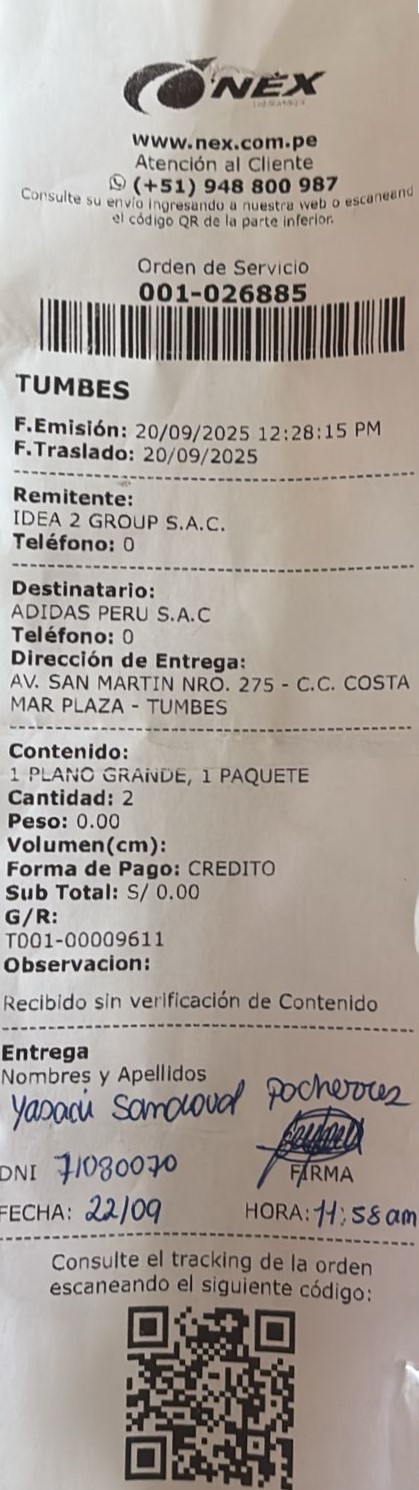 NEX
www.nex.com.pe
Atención al Cliente
(+51) 948 800 987
Consulte su envío ingresando a nuestra web o escaneand
el código QR de la parte inferior.
Orden de Servicio
001-026885
TUMBES
F.Emisión: 20/09/2025 12:28:15 PM
F.Traslado: 20/09/2025
Remitente:
IDEA 2 GROUP S.A.C.
Teléfono: 0
Destinatario:
ADIDAS PERU S.A.C
Teléfono: 0
Dirección de Entrega:
AV. SAN MARTIN NRO. 275 - C.C. COSTA
MAR PLAZA - TUMBES
Contenido:
1 PLANO GRANDE, 1 PAQUETE
Cantidad: 2
Peso: 0.00
Volumen(cm):
Forma de Pago: CREDITO
Sub Total: S/ 0.00
G/R:
T001-00009611
Observacion:
Recibido sin verificación de Contenido
Entrega
Nombres y Apellidos
Sandoval
DNI 71080070
FIRMA
FECHA: 22/09 HORA: 11:58 am
Consulte el tracking de la orden
escaneando el siguiente código: